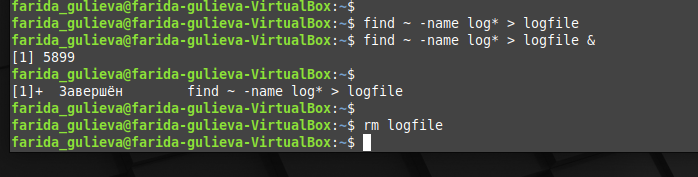 farida_gulieva@farida-gulieva-VirtualBox:~$
farida_gulieva@farida-gulieva-VirtualBox:~$ find ~ -name log* > logfile
farida_gulieva@farida-gulieva-VirtualBox:~$ find ~ -name log* > logfile &
[1] 5899
farida_gulieva@farida-gulieva-VirtualBox:~$
[1]+  Завершён        find ~ -name log* > logfile
farida_gulieva@farida-gulieva-VirtualBox:~$
farida_gulieva@farida-gulieva-VirtualBox:~$ rm logfile
farida_gulieva@farida-gulieva-VirtualBox:~$